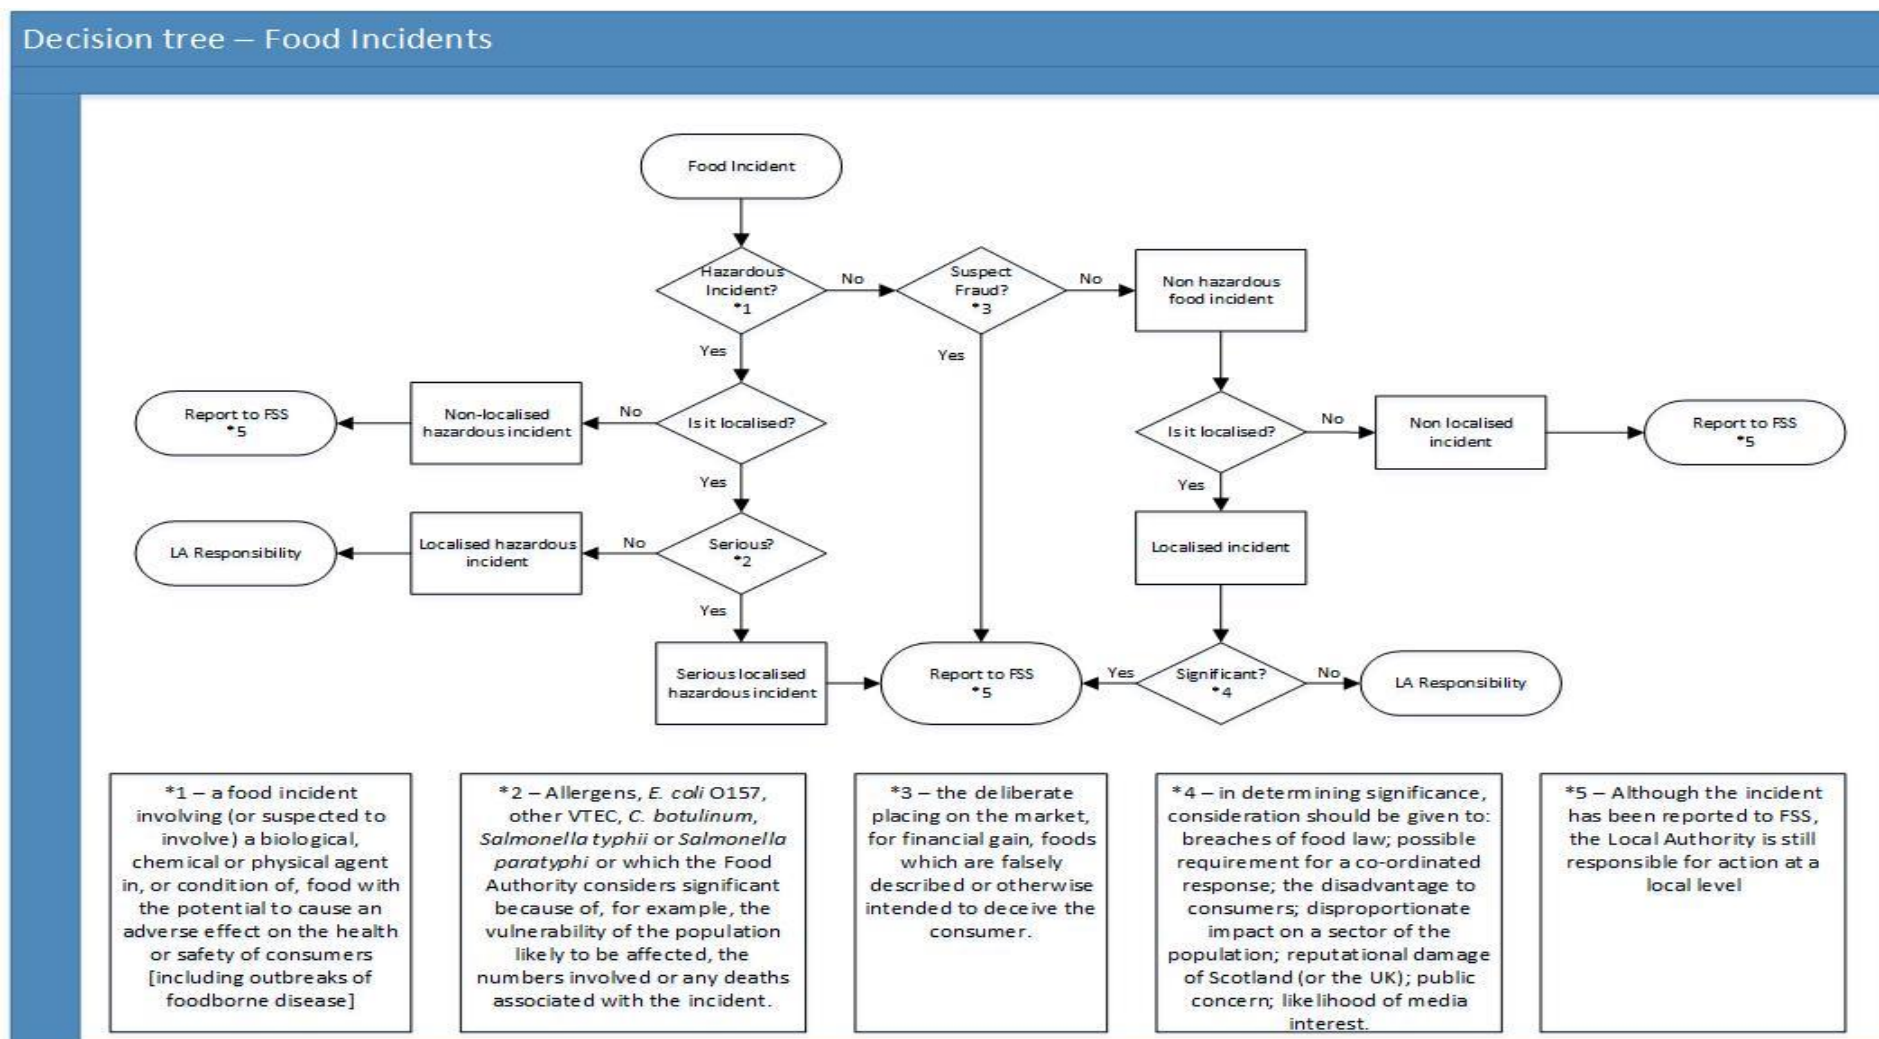 Decision tree – Food Incidents
Food Incident
Hazardous
Incident?
*1
No
Suspect
Fraud?
*3
No
Non hazardous
food incident
Yes
Yes
Report to FSS
*5
Non-localised
hazardous incident
No
Is it localised?
Is it localised?
No
Non localised
incident
Report to FSS
*5
Yes
Yes
LA Responsibility
Localised hazardous
incident
No
Serious?
*2
Localised incident
Yes
Serious localised
hazardous incident
Report to FSS
*5
Yes
Significant?
*4
No
LA Responsibility
*1 – a food incident
involving (or suspected to
involve) a biological,
chemical or physical agent
in, or condition of, food with
the potential to cause an
adverse effect on the health
or safety of consumers
[including outbreaks of
foodborne disease]
*2 – Allergens, E. coli O157,
other VTEC, C. botulinum,
Salmonella typhii or Salmonella
paratyphi or which the Food
Authority considers significant
because of, for example, the
vulnerability of the population
likely to be affected, the
numbers involved or any deaths
associated with the incident.
*3 – the deliberate
placing on the market,
for financial gain, foods
which are falsely
described or otherwise
intended to deceive the
consumer.
*4 – in determining significance,
consideration should be given to:
breaches of food law; possible
requirement for a co-ordinated
response; the disadvantage to
consumers; disproportionate
impact on a sector of the
population; reputational damage
of Scotland (or the UK); public
concern; likelihood of media
interest.
*5 – Although the incident
has been reported to FSS,
the Local Authority is still
responsible for action at a
local level